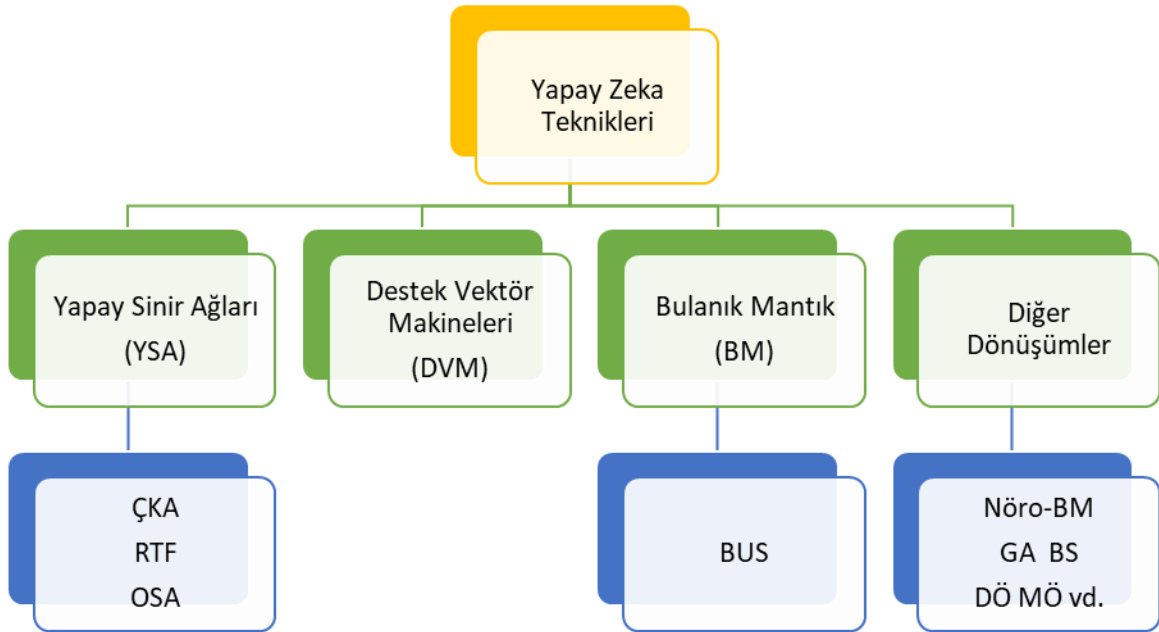 Yapay Zeka
Teknikleri
Yapay Sinir Ağları
(YSA)
Destek Vektör
Makineleri
(DVM)
Bulanık Mantık
(BM)
Diğer
Dönüşümler
ÇKA
RTF
OSA
BUS
Nöro-BM
GA BS
DÖ MÖ vd.